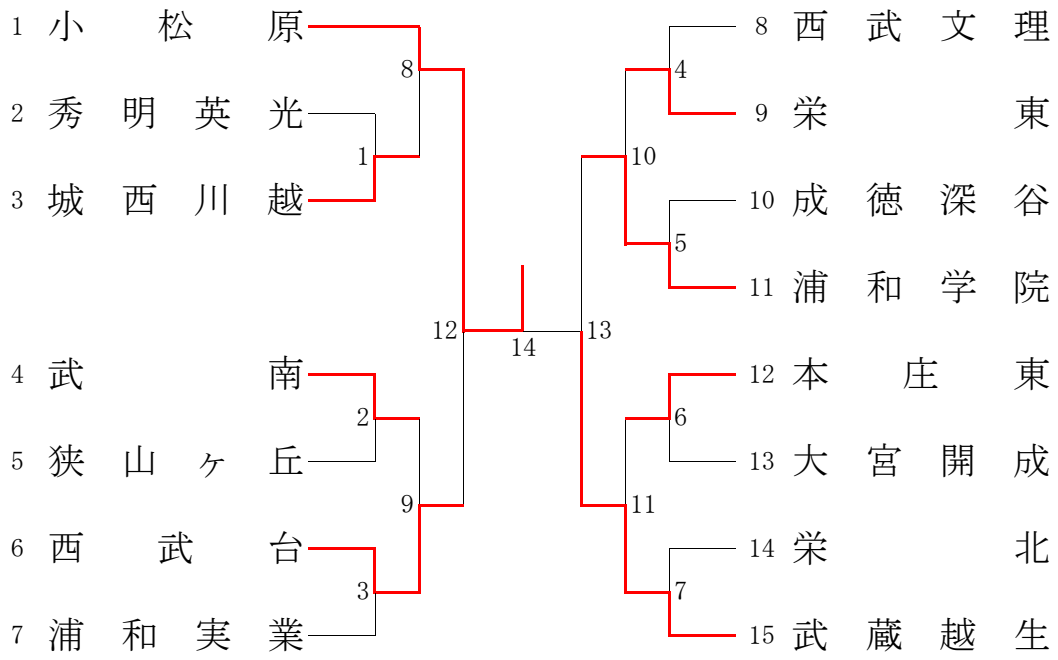 1 小松原
2 秀明英光
3 城西川越
4 武南
5 狭山ヶ丘
6 西武台
7 浦和実業
8
1
12
2
9
3
14
8 西武文理
9 栄東
10 成徳深谷
11 浦和学院
12 本庄東
13 大宮開成
14 栄北
15 武蔵越生
4
10
5
13
6
11
7